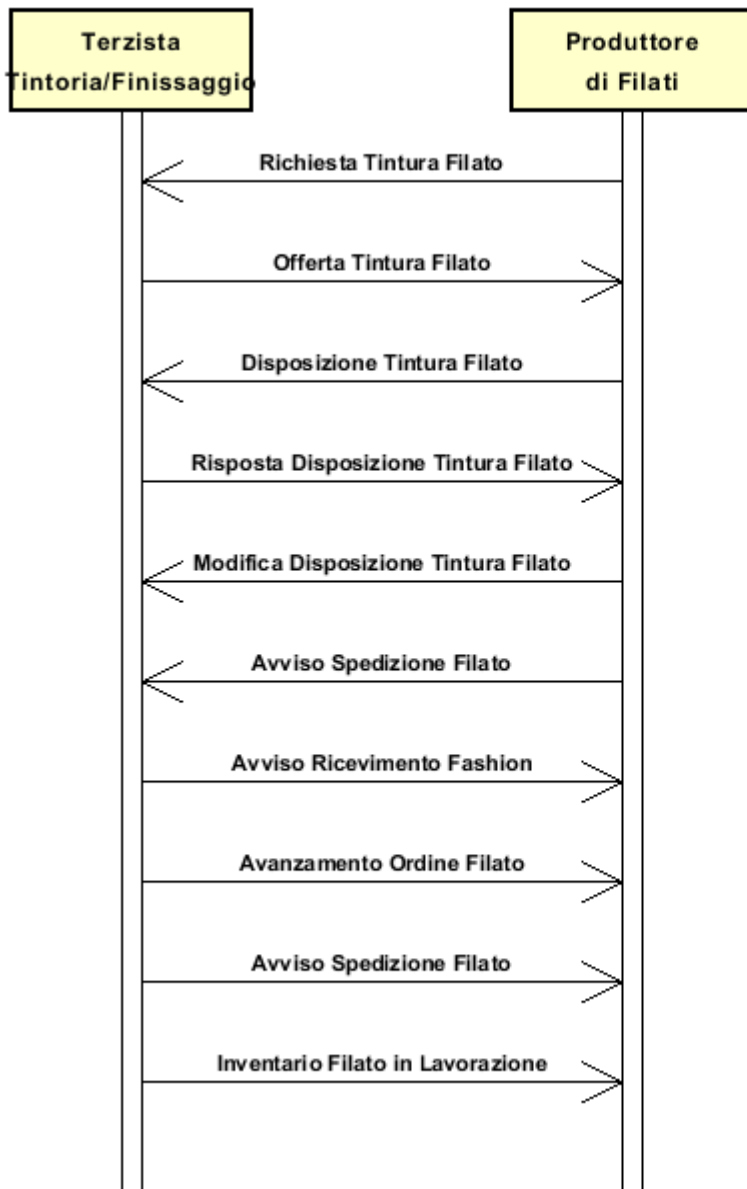 Terzista
Tintoria/Finissaggio
Produttore
di Filati
Richiesta Tintura Filato
Offerta Tintura Filato
Disposizione Tintura Filato
Risposta Disposizione Tintura Filato
Modifica Disposizione Tintura Filato
Avviso Spedizione Filato
Avviso Ricevimento Fashion
Avanzamento Ordine Filato
Avviso Spedizione Filato
Inventario Filato in Lavorazione